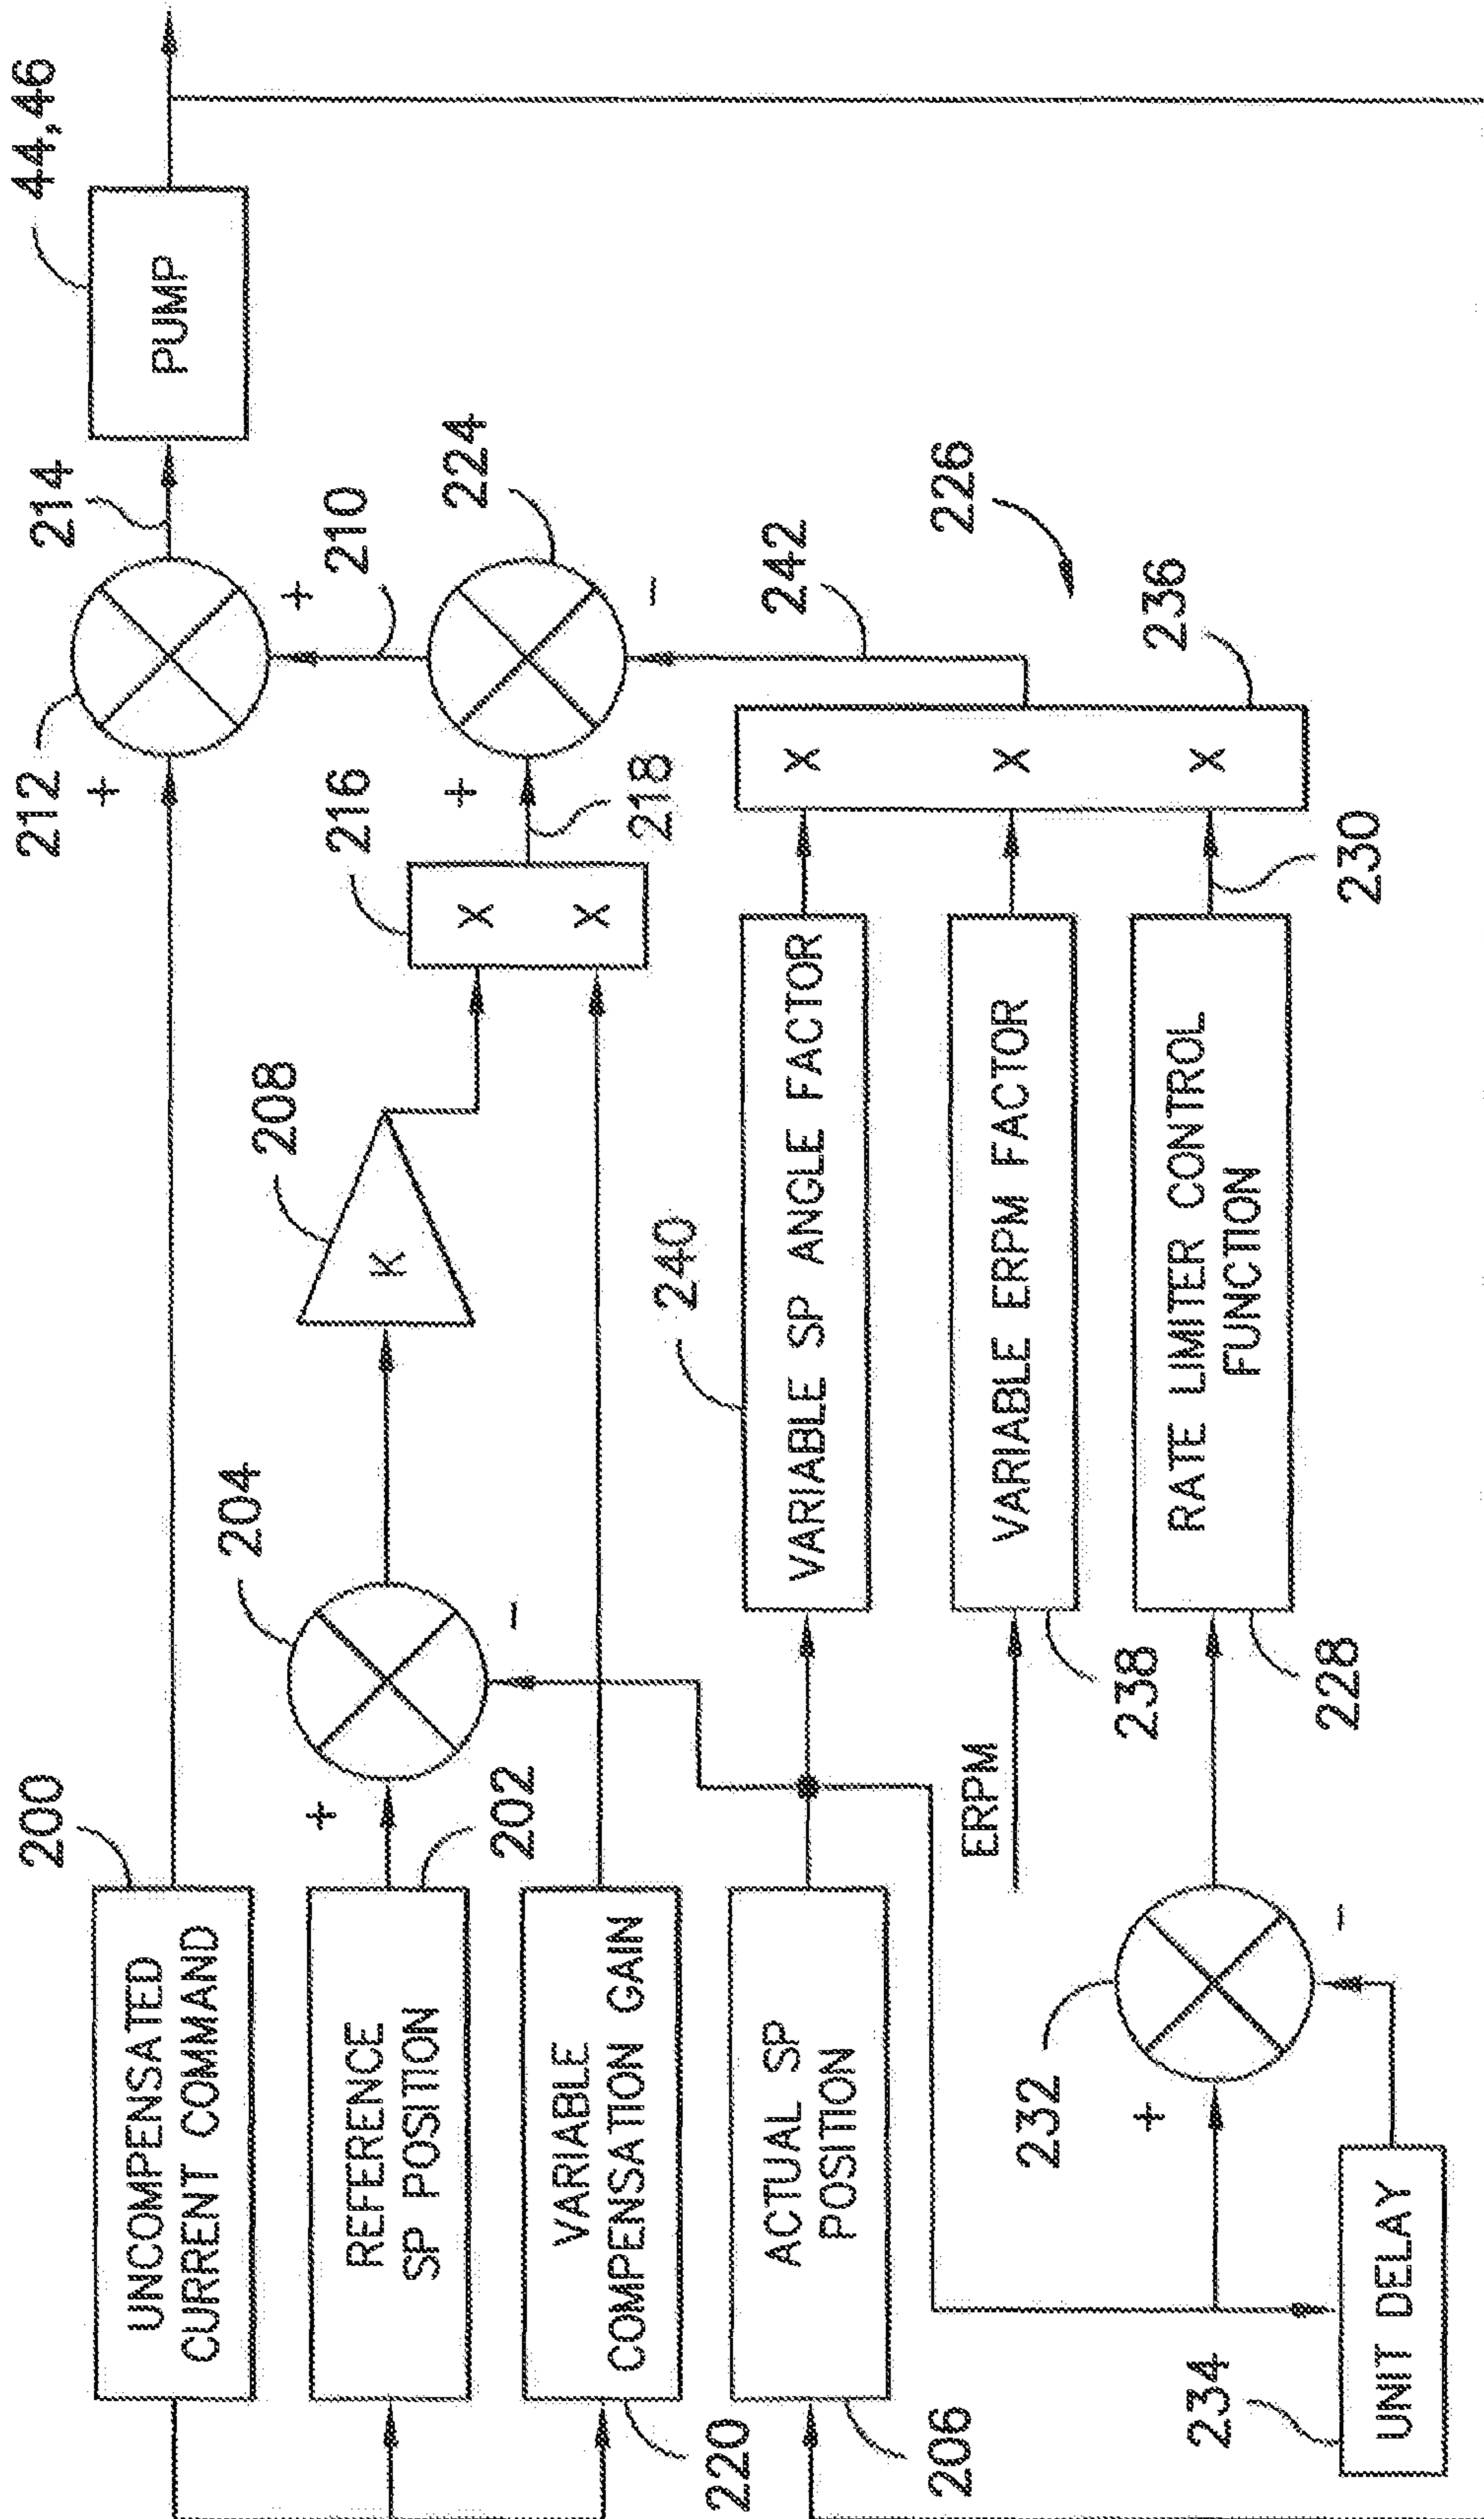 200
UNCOMPENSATED
CURRENT COMMAND
+
212
214
44,46
PUMP
REFERENCE
SP POSITION
202
+
204
-
208
K
+
210
VARIABLE
COMPENSATION GAIN
220
216
X
X
218
+
224
-
ACTUAL SP
POSITION
206
240
VARIABLE SP ANGLE FACTOR
X
242
226
ERPM
238
VARIABLE ERPM FACTOR
X
232
+
-
228
RATE LIMITER CONTROL
FUNCTION
230
X
236
234
UNIT DELAY